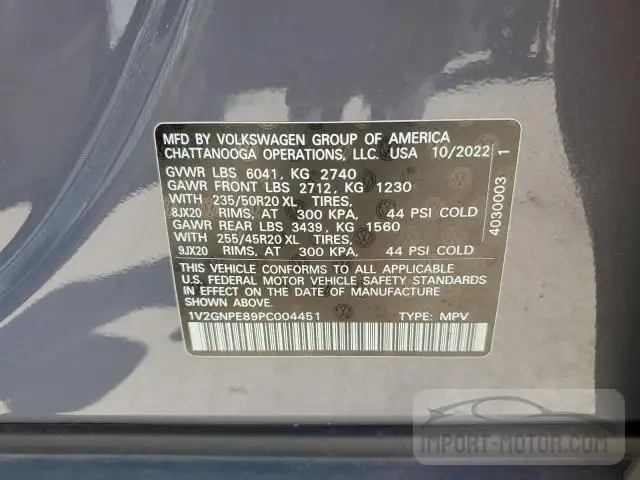 MFD BY VOLKSWAGEN GROUP OF AMERICA
CHATTANOOGA OPERATIONS, LLC. USA 10/2022
GVWR LBS 6041, KG 2740
GAWR FRONT LBS 2712, KG 1230
WITH 235/50R20 XL TIRES,
8JX20 RIMS, AT 300 KPA, 44 PSI COLD
GAWR REAR LBS 3439, KG 1560
WITH 255/45R20 XL TIRES,
9JX20 RIMS, AT 300 KPA, 44 PSI COLD
THIS VEHICLE CONFORMS TO ALL APPLICABLE
U.S. FEDERAL MOTOR VEHICLE SAFETY STANDARDS
IN EFFECT ON THE DATE OF MANUFACTURE
SHOWN ABOVE.
1V2GNPE89PC004451 TYPE: MPV
4030003 1
IMPORT-MOTOR.COM